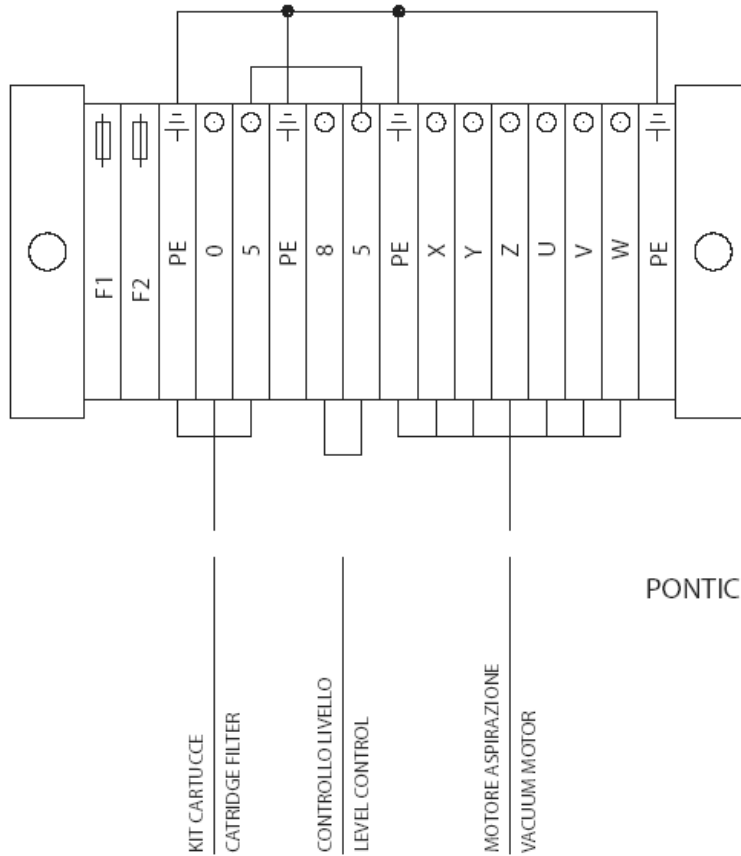 F1
F2
PE
0
5
PE
8
5
PE
X
Y
Z
U
V
W
PE
PONTIC
KIT CARTUCCE
CATRIDGE FILTER
CONTROLLO LIVELLO
LEVEL CONTROL
MOTORE ASPIRAZIONE
VACUUM MOTOR